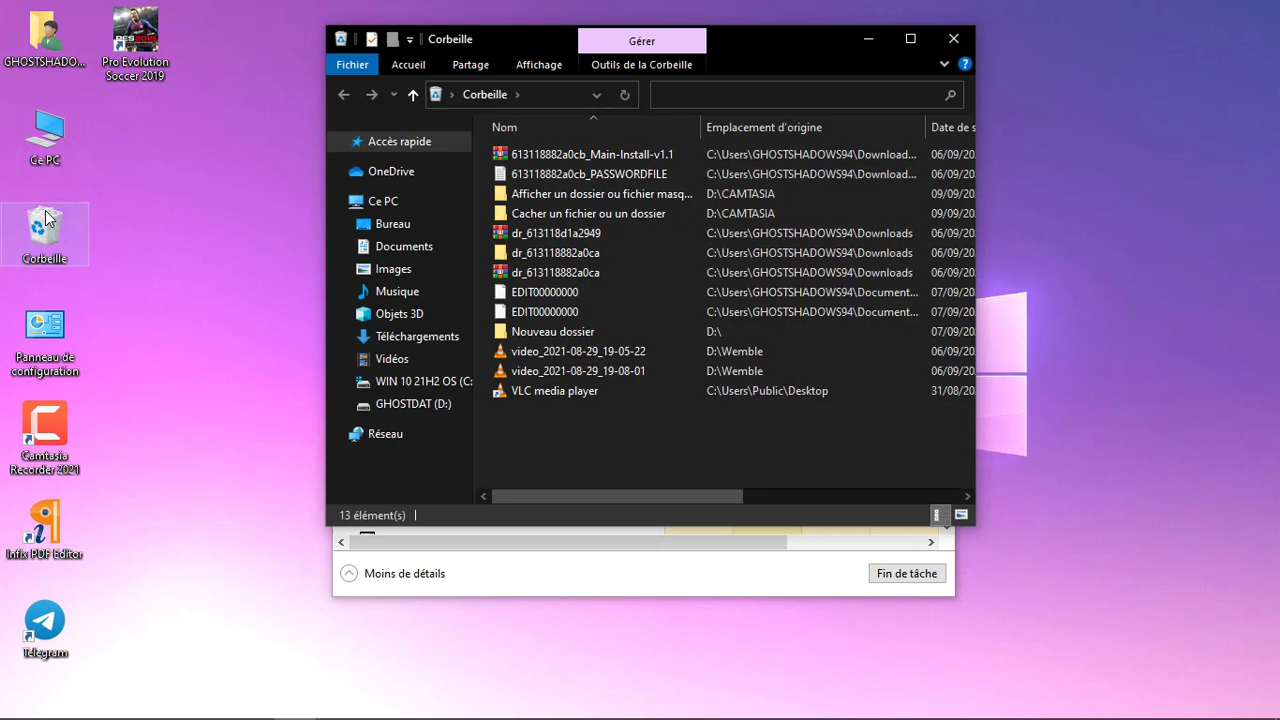 GHOSTSHADO...
Pro Evolution
Soccer 2019
Ce PC
Corbeille
Panneau de
configuration
Camtasia
Recorder 2021
Infix PDF Editor
Telegram
Corbeille
Gérer
Fichier
Accueil
Partage
Affichage
Outils de la Corbeille
Corbeille
Accès rapide
OneDrive
Ce PC
Bureau
Documents
Images
Musique
Objets 3D
Téléchargements
Vidéos
WIN 10 21H2 OS (C:
GHOSTDAT (D:)
Réseau
Nom Emplacement d'origine Date de s
613118882a0cb_Main-Install-v1.1 C:\Users\GHOSTSHADOWS94\Download... 06/09/20
613118882a0cb_PASSWORDFILE C:\Users\GHOSTSHADOWS94\Download... 06/09/20
Afficher un dossier ou fichier masq... D:\CAMTASIA 09/09/20
Cacher un fichier ou un dossier D:\CAMTASIA 09/09/20
dr_613118d1a2949 C:\Users\GHOSTSHADOWS94\Downloads 06/09/20
dr_613118882a0ca C:\Users\GHOSTSHADOWS94\Downloads 06/09/20
dr_613118882a0ca C:\Users\GHOSTSHADOWS94\Downloads 06/09/20
EDIT00000000 C:\Users\GHOSTSHADOWS94\Document... 07/09/20
EDIT00000000 C:\Users\GHOSTSHADOWS94\Document... 07/09/20
Nouveau dossier D:\ 07/09/20
video_2021-08-29_19-05-22 D:\Wemble 06/09/20
video_2021-08-29_19-08-01 D:\Wemble 06/09/20
VLC media player C:\Users\Public\Desktop 31/08/20
13 élément(s)
Moins de détails
Fin de tâche